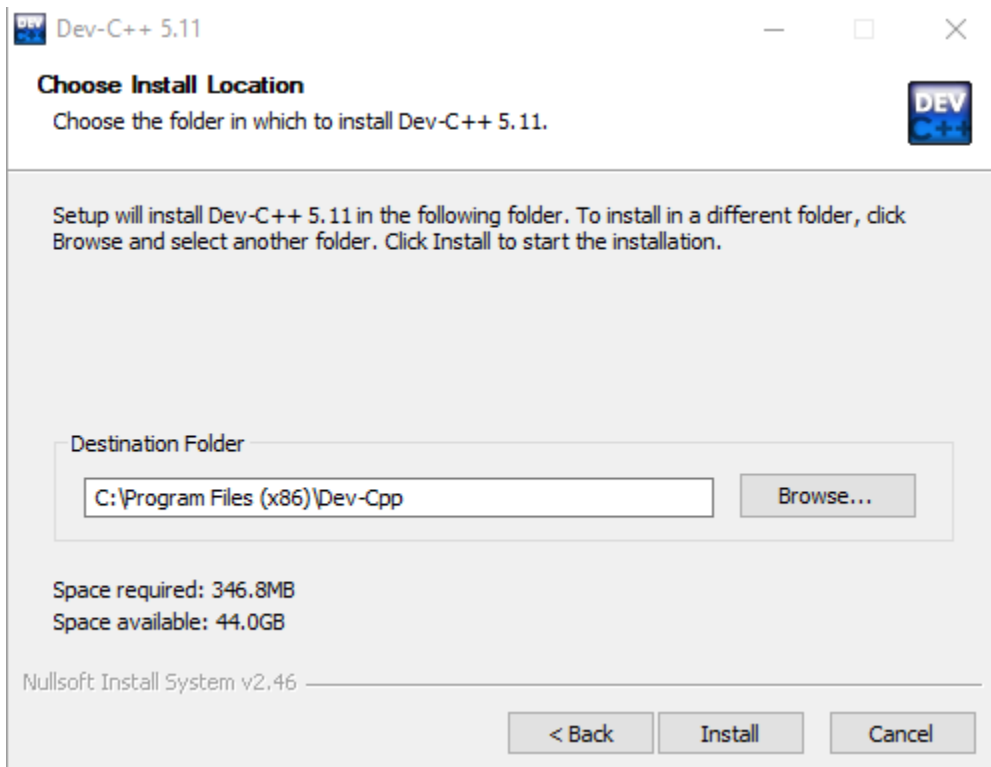 DEV
C++
Dev-C++ 5.11
Choose Install Location
Choose the folder in which to install Dev-C++ 5.11.
DEV
C++
Setup will install Dev-C++ 5.11 in the following folder. To install in a different folder, click
Browse and select another folder. Click Install to start the installation.
Destination Folder
C:\Program Files (x86)\Dev-Cpp
Browse...
Space required: 346.8MB
Space available: 44.0GB
Nullsoft Install System v2.46
< Back
Install
Cancel